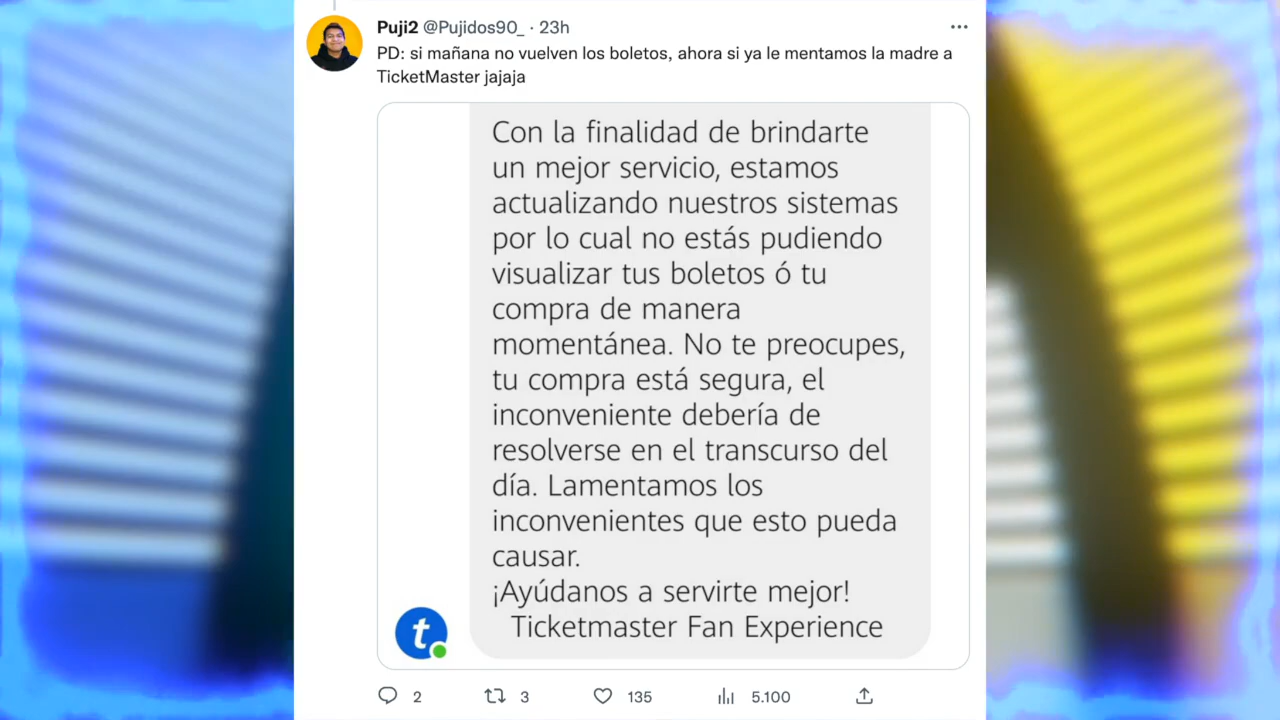 Puji2 @Pujidos90_ · 23h
PD: si mañana no vuelven los boletos, ahora si ya le mentamos la madre a
TicketMaster jajaja
Con la finalidad de brindarte
un mejor servicio, estamos
actualizando nuestros sistemas
por lo cual no estás pudiendo
visualizar tus boletos ó tu
compra de manera
momentánea. No te preocupes,
tu compra está segura, el
inconveniente debería de
resolverse en el transcurso del
día. Lamentamos los
inconvenientes que esto pueda
causar.
¡Ayúdanos a servirte mejor!
Ticketmaster Fan Experience
t
2 3 135 5.100